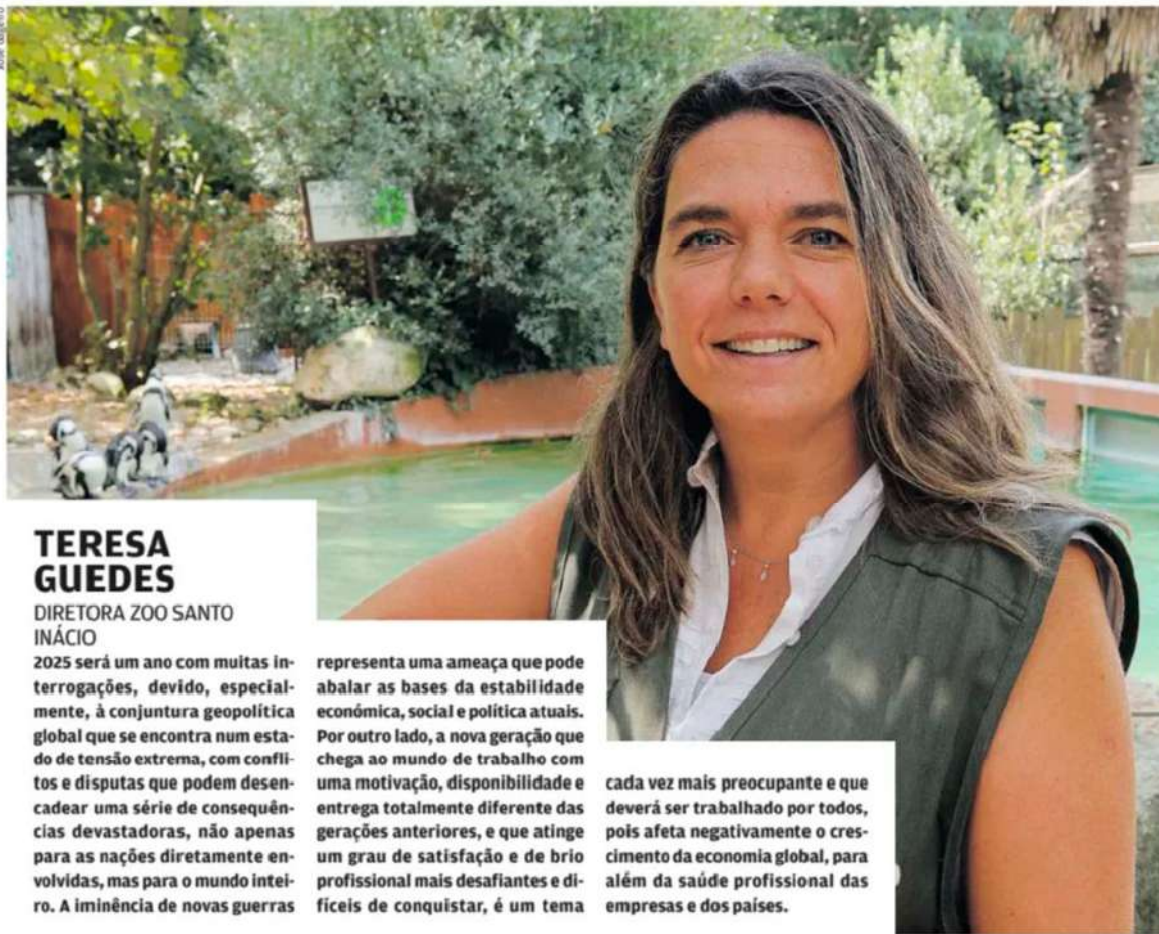 TERESA
GUEDES
DIRETORA ZOO SANTO
INÁCIO
2025 será um ano com muitas in-
terrogações, devido, especial-
mente, à conjuntura geopolítica
global que se encontra num esta-
do de tensão extrema, com confli-
tos e disputas que podem desen-
cadear uma série de consequên-
cias devastadoras, não apenas
para as nações diretamente en-
volvidas, mas para o mundo intei-
ro. A iminência de novas guerras
representa uma ameaça que pode
abalar as bases da estabilidade
económica, social e política atuais.
Por outro lado, a nova geração que
chega ao mundo de trabalho com
uma motivação, disponibilidade e
entrega totalmente diferente das
gerações anteriores, e que atinge
um grau de satisfação e de brio
profissional mais desafiantes e di-
fíceis de conquistar, é um tema
cada vez mais preocupante e que
deverá ser trabalhado por todos,
pois afeta negativamente o cres-
cimento da economia global, para
além da saúde profissional das
empresas e dos países.